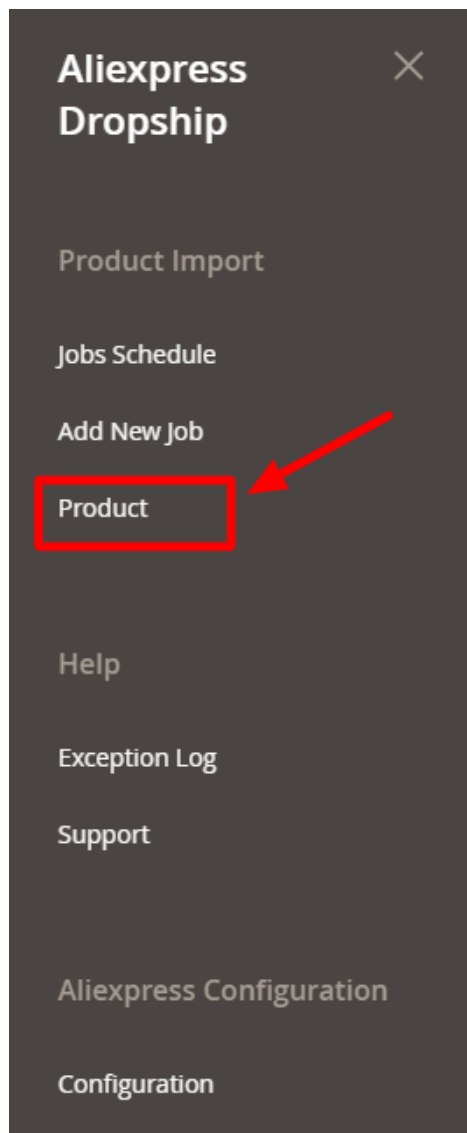 Aliexpress
Dropship
Product Import
Jobs Schedule
Add New Job
Product
Help
Exception Log
Support
Aliexpress Configuration
Configuration